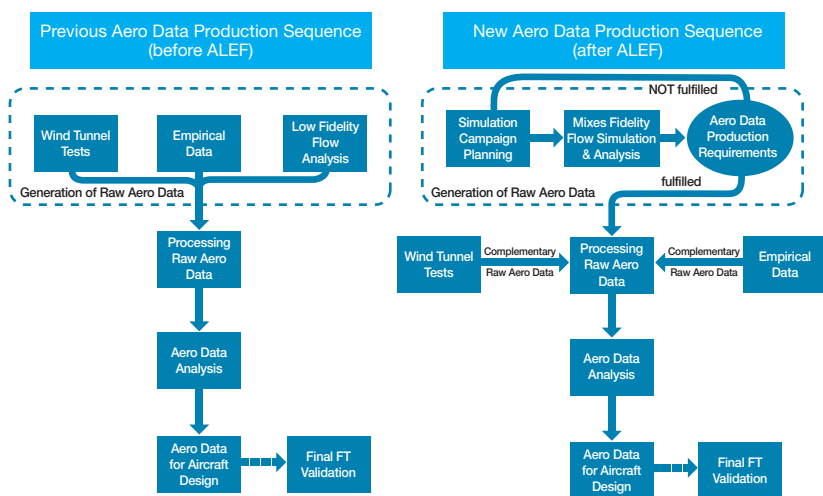 Previous Aero Data Production Sequence
(before ALEF)
Wind Tunnel
Tests
Empirical
Data
Low Fidelity
Flow
Analysis
Generation of Raw Aero Data
Processing
Raw Aero
Data
Aero Data
Analysis
Aero Data
for Aircraft
Design
Final FT
Validation
New Aero Data Production Sequence
(after ALEF)
NOT fulfilled
Simulation
Campaign
Planning
Mixes Fidelity
Flow Simulation
& Analysis
Aero Data
Production
Requirements
Generation of Raw Aero Data
fulfilled
Wind Tunnel
Tests
Complementary
Raw Aero Data
Processing
Raw Aero
Data
Complementary
Raw Aero Data
Empirical
Data
Aero Data
Analysis
Aero Data
for Aircraft
Design
Final FT
Validation